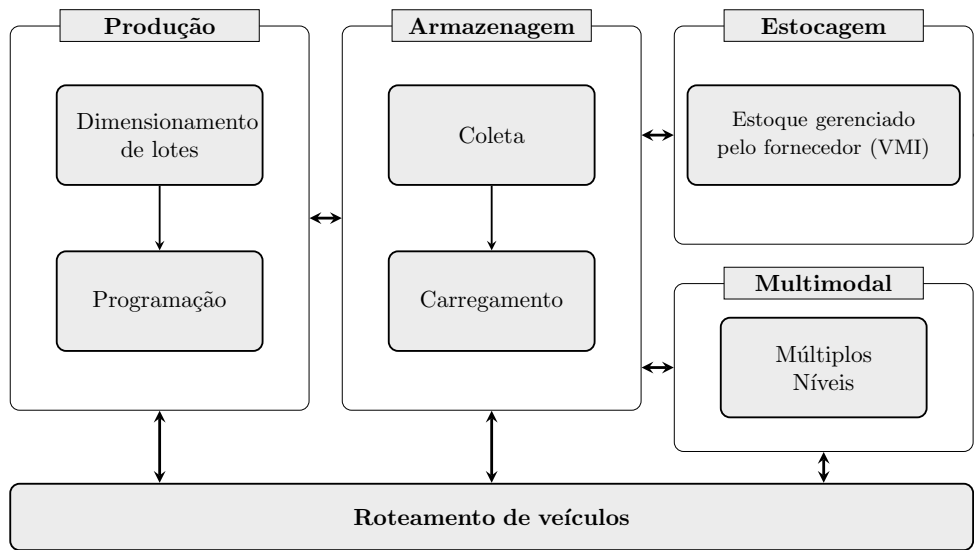 Produção
Dimensionamento
de lotes
Programação
Armazenagem
Coleta
Carregamento
Estocagem
Estoque gerenciado
pelo fornecedor (VMI)
Multimodal
Múltiplos
Níveis
Roteamento de veículos